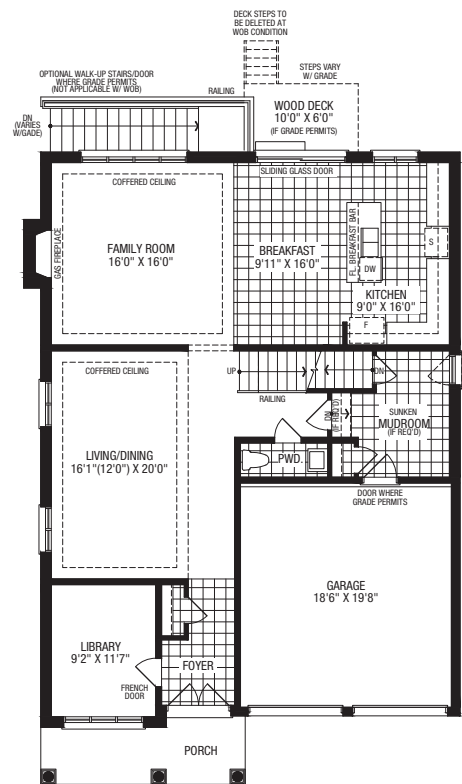 DECK STEPS TO
BE DELETED AT
WOB CONDITION
STEPS VARY
W/ GRADE
OPTIONAL WALK-UP STAIRS/DOOR
WHERE GRADE PERMITS
(NOT APPLICABLE W/ WOB)
RAILING
WOOD DECK
10'0" X 6'0"
(IF GRADE PERMITS)
DN
(VARIES
W/GADE)
COFFERED CEILING
SLIDING GLASS DOOR
GAS FIREPLACE
FAMILY ROOM
16'0" X 16'0"
BREAKFAST
9'11" X 16'0"
FL. BREAKFAST BAR
DW
S
KITCHEN
9'0" X 16'0"
F
COFFERED CEILING
UP
DN
RAILING
DN
(IF REQ'D)
SUNKEN
MUDROOM
(IF REQ'D)
LIVING/DINING
16'1"(12'0") X 20'0"
PWD.
DOOR WHERE
GRADE PERMITS
GARAGE
18'6" X 19'8"
LIBRARY
9'2" X 11'7"
FRENCH
DOOR
FOYER
PORCH